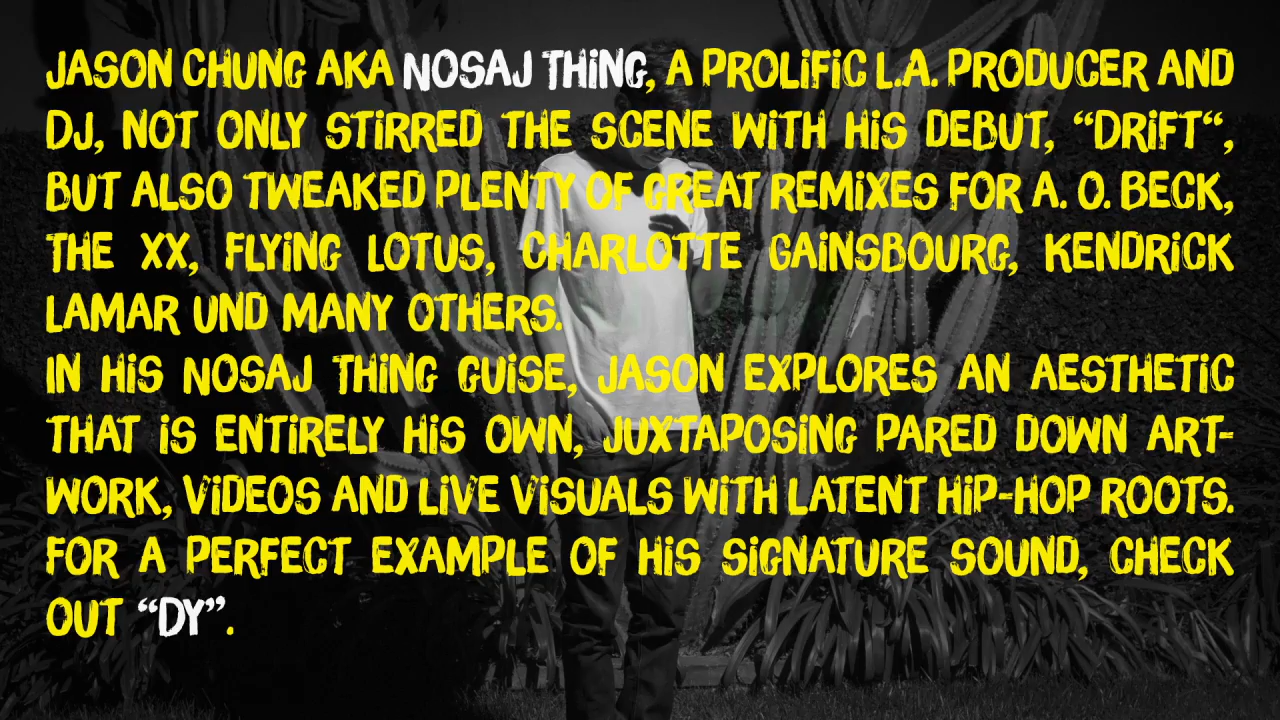 JASON CHUNG AKA NOSAJ THiNG, A PROLiFiC L.A. PRODUCER AND
DJ, NOT ONLY STiRRED THE SCENE WiTH HiS DEBUT, “DRiFT“,
BUT ALSO TWEAKED PLENTY OF GREAT REMiXES FOR A. O. BECK,
THE XX, FLYiNG LOTUS, CHARLOTTE GAiNSBOURG, KENDRiCK
LAMAR UND MANY OTHERS.
IN HiS NOSAJ THiNG GUiSE, JASON EXPLORES AN AESTHETiC
THAT iS ENTiRELY HiS OWN, JUXTAPOSiNG PARED DOWN ART-
WORK, ViDEOS AND LiVE ViSUALS WiTH LATENT HiP-HOP ROOTS.
FOR A PERFECT EXAMPLE OF HiS SiGNATURE SOUND, CHECK
OUT “DY”.